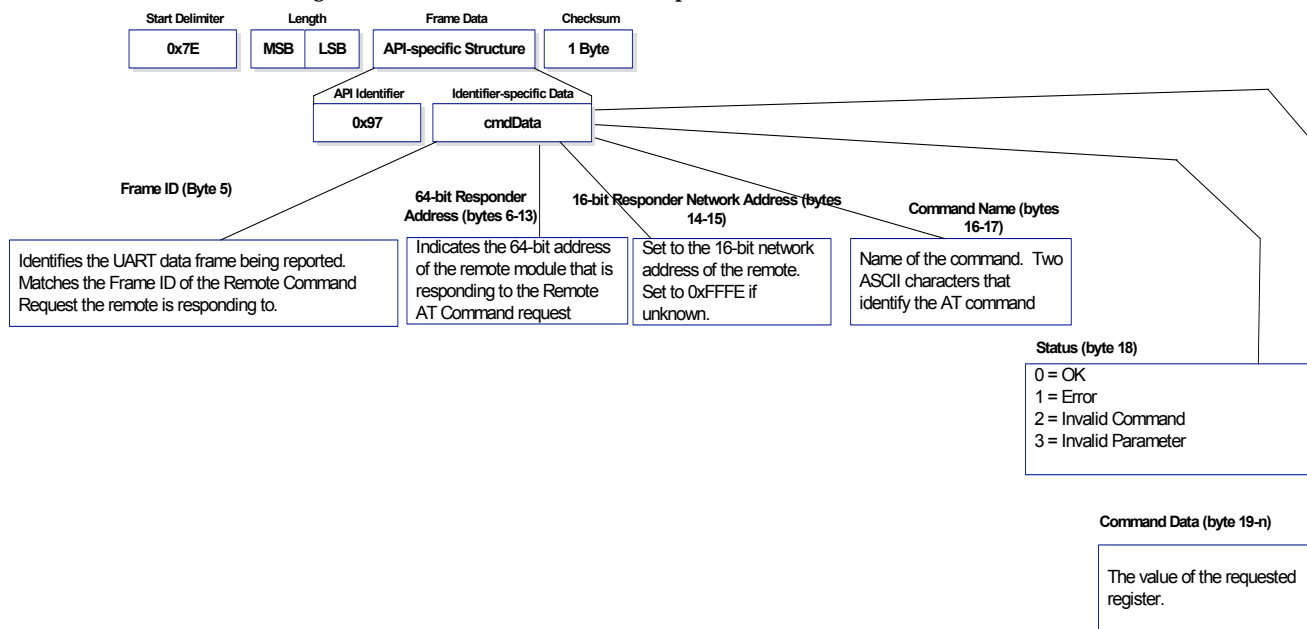 Start Delimiter Length Frame Data Checksum
0x7E MSB LSB API-specific Structure 1 Byte
API Identifier Identifier-specific Data
0x97 cmdData
Frame ID (Byte 5)
Identifies the UART data frame being reported.
Matches the Frame ID of the Remote Command
Request the remote is responding to.
64-bit Responder
Address (bytes 6-13)
Indicates the 64-bit address
of the remote module that is
responding to the Remote
AT Command request
16-bit Responder Network Address (bytes
14-15)
Set to the 16-bit network
address of the remote.
Set to 0xFFFE if
unknown.
Command Name (bytes
16-17)
Name of the command. Two
ASCII characters that
identify the AT command
Status (byte 18)
0 = OK
1 = Error
2 = Invalid Command
3 = Invalid Parameter
Command Data (byte 19-n)
The value of the requested
register.